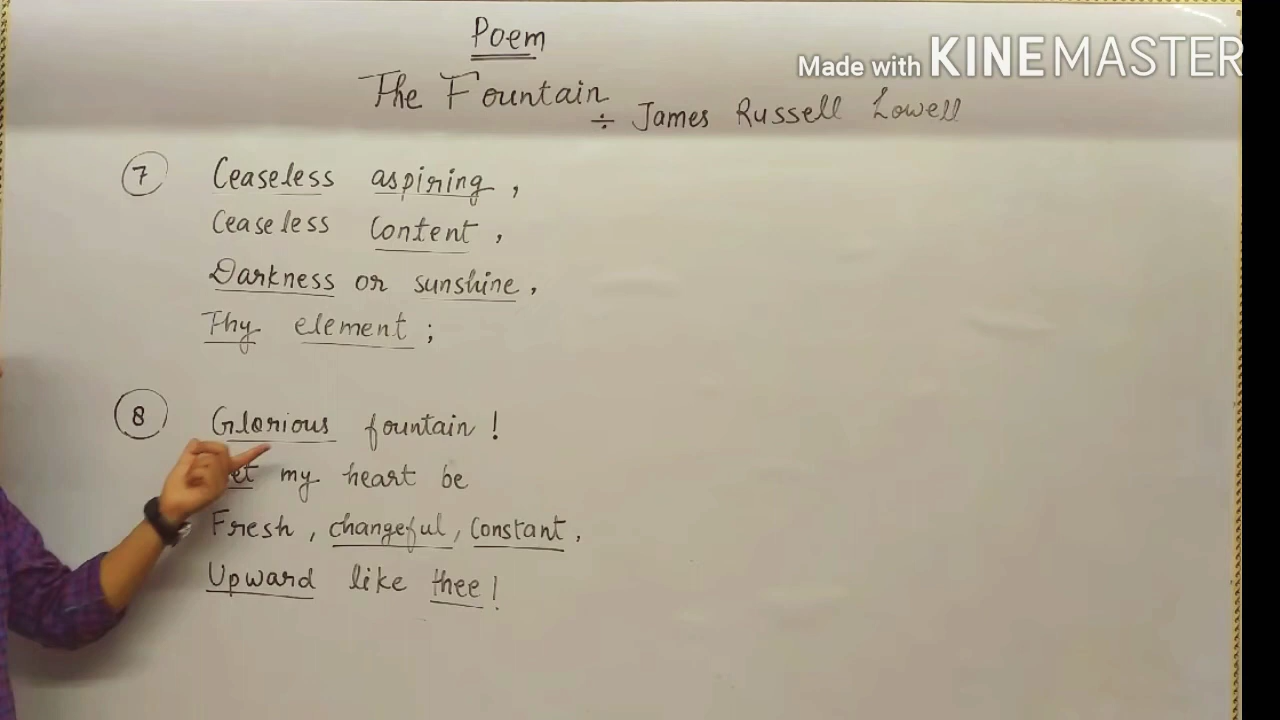 Poem
Made with KINEMASTER
The Fountain
÷ James Russell Lowell
7 Ceaseless aspiring,
Ceaseless Content,
Darkness or sunshine,
Thy element;
8 Glorious fountain!
my heart be
Fresh, changeful, Constant,
Upward like thee!